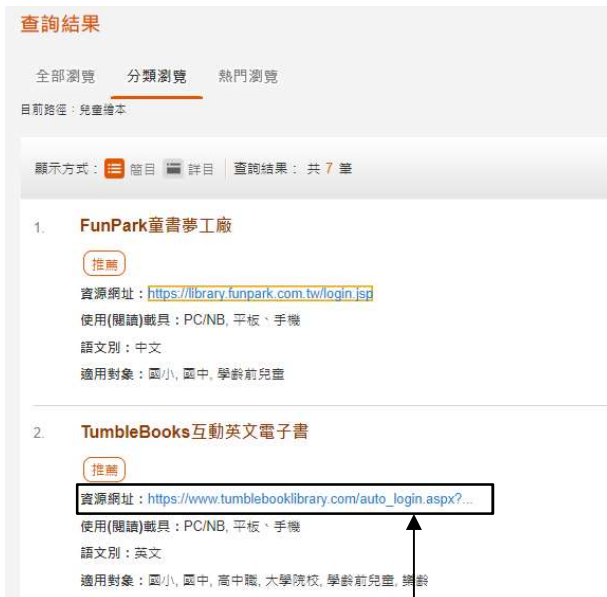 查詢結果
全部瀏覽 分類瀏覽 熱門瀏覽
目前路徑：兒童繪本
顯示方式： 簡目 詳目 查詢結果： 共 7 筆
1. FunPark童書夢工廠
推薦
資源網址：https://library.funpark.com.tw/login.jsp
使用(閱讀)載具：PC/NB, 平板、手機
語文別：中文
適用對象：國小, 國中, 學齡前兒童
2. TumbleBooks互動英文電子書
推薦
資源網址：https://www.tumblebooklibrary.com/auto_login.aspx?...
使用(閱讀)載具：PC/NB, 平板、手機
語文別：英文
適用對象：國小, 國中, 高中職, 大學院校, 學齡前兒童, 樂齡